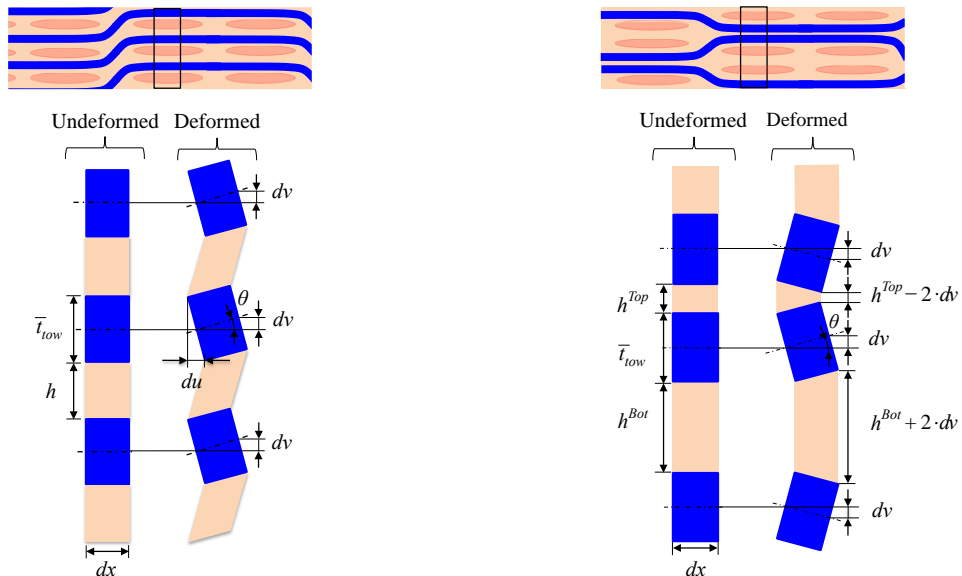 Undeformed Deformed
dv
θ
t̅tow
dv
h
du
dv
dx
Undeformed Deformed
dv
hTop
hTop − 2·dv
θ
dv
t̅tow
hBot
hBot + 2·dv
dv
dx